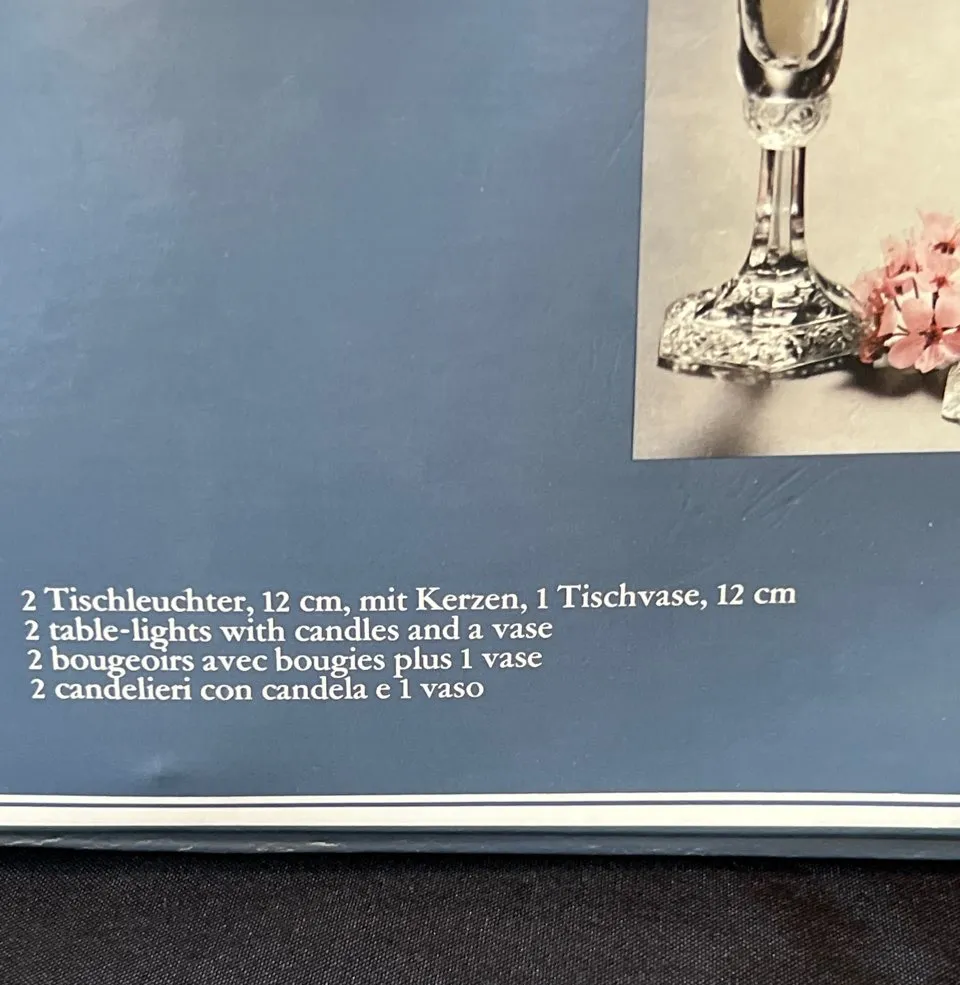 2 Tischleuchter, 12 cm, mit Kerzen, 1 Tischvase, 12 cm
2 table-lights with candles and a vase
2 bougeoirs avec bougies plus 1 vase
2 candelieri con candela e 1 vaso